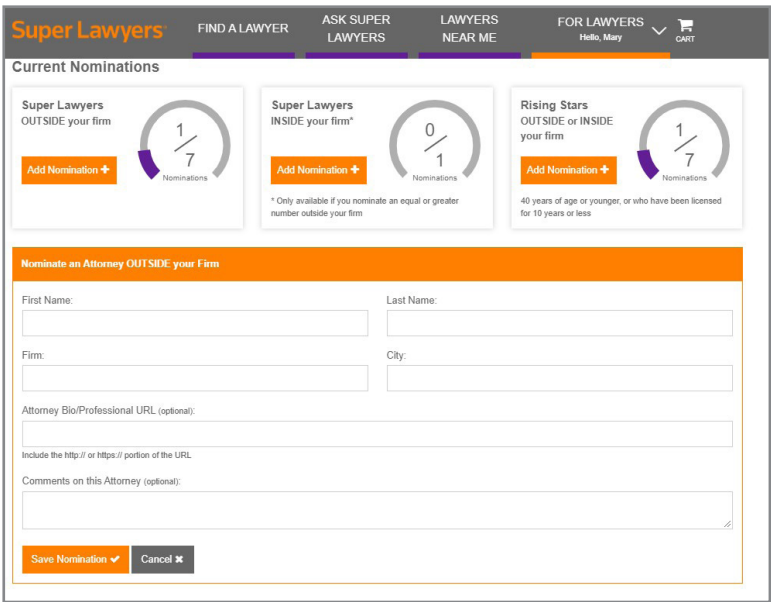 Super Lawyers
FIND A LAWYER
ASK SUPER
LAWYERS
LAWYERS
NEAR ME
FOR LAWYERS
Hello, Mary
CART
Current Nominations
Super Lawyers
OUTSIDE your firm
Add Nomination +
1
7
Nominations
Super Lawyers
INSIDE your firm*
Add Nomination +
0
1
Nominations
* Only available if you nominate an equal or greater
number outside your firm
Rising Stars
OUTSIDE or INSIDE
your firm
Add Nomination +
1
7
Nominations
40 years of age or younger, or who have been licensed
for 10 years or less
Nominate an Attorney OUTSIDE your Firm
First Name:
Last Name:
Firm:
City:
Attorney Bio/Professional URL (optional):
Include the http:// or https:// portion of the URL
Comments on this Attorney (optional):
Save Nomination ✔
Cancel ✖